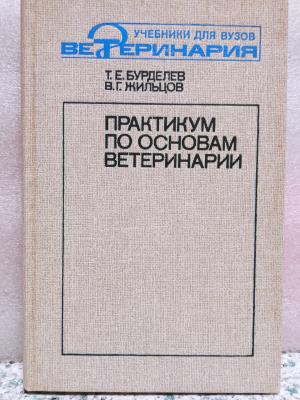 УЧЕБНИКИ ДЛЯ ВУЗОВ
ВЕТЕРИНАРИЯ
Т. Е. БУРДЕЛЕВ
В. Г. ЖИЛЬЦОВ
ПРАКТИКУМ
ПО ОСНОВАМ
ВЕТЕРИНАРИИ